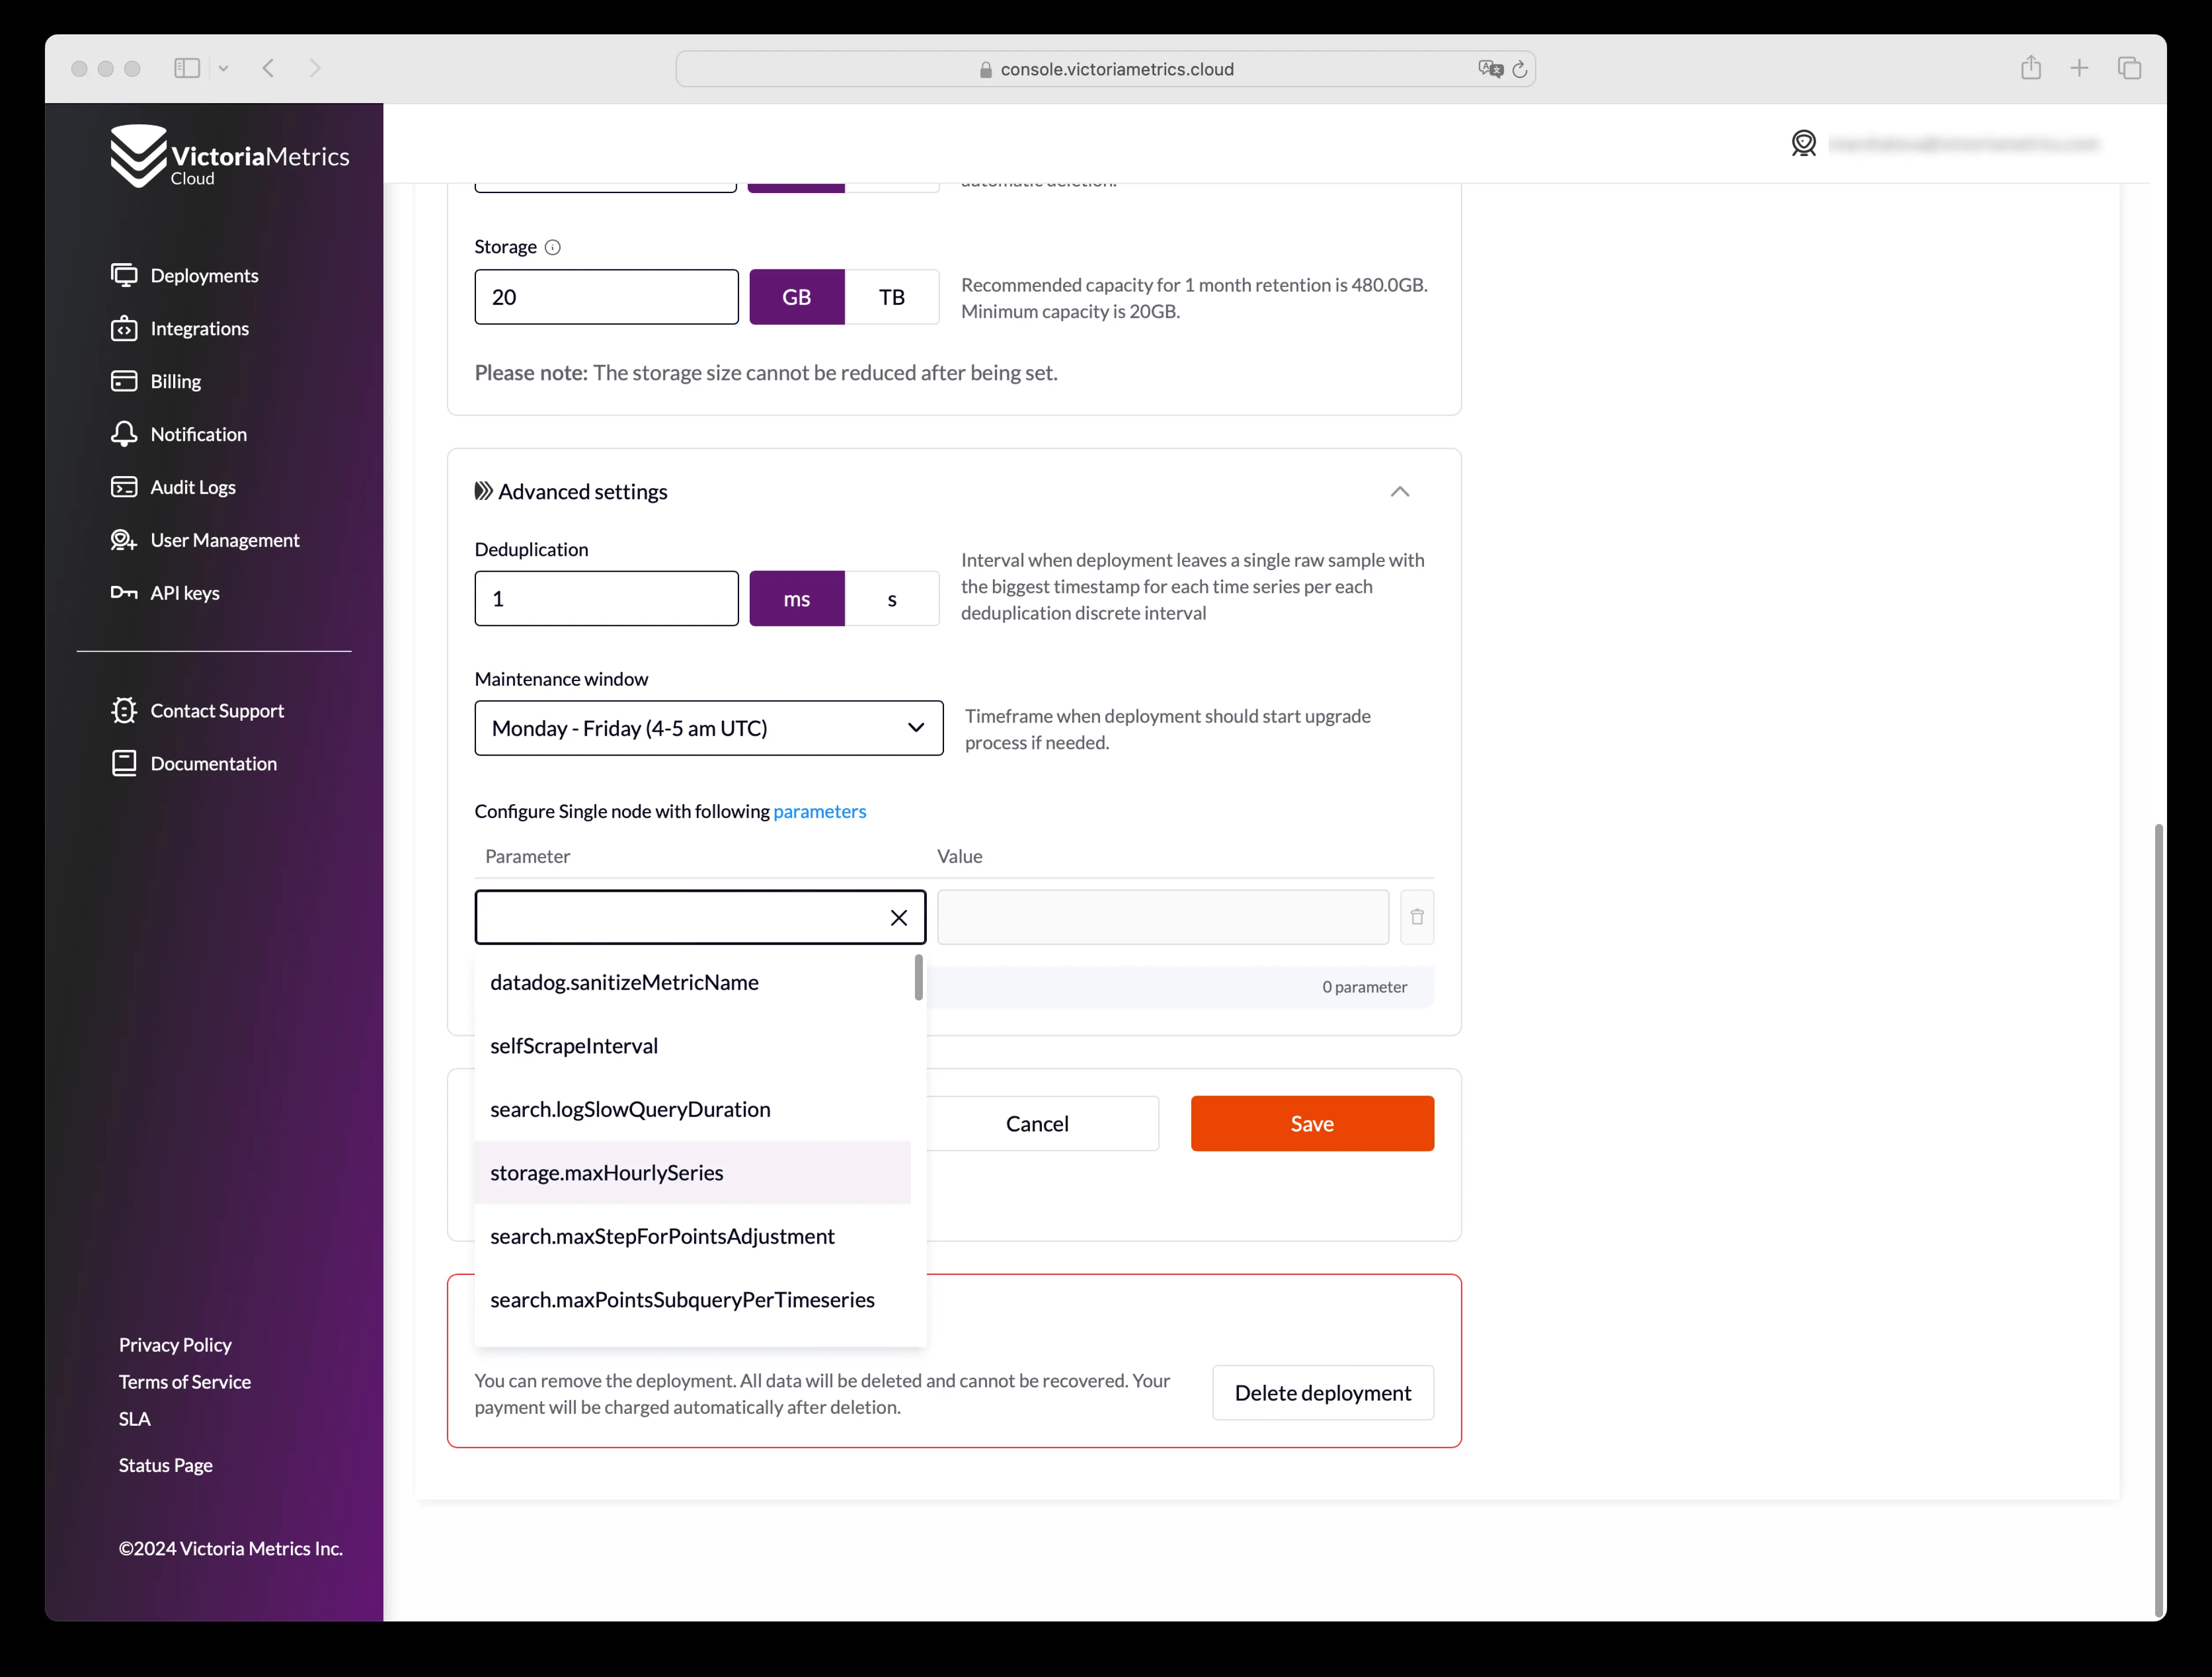 console.victoriametrics.cloud
VictoriaMetrics
Cloud
Deployments
Integrations
Billing
Notification
Audit Logs
User Management
API keys
Contact Support
Documentation
Privacy Policy
Terms of Service
SLA
Status Page
©2024 Victoria Metrics Inc.
automatic deletion.
Storage
20
GB
TB
Recommended capacity for 1 month retention is 480.0GB.
Minimum capacity is 20GB.
Please note: The storage size cannot be reduced after being set.
Advanced settings
Deduplication
1
ms
s
Interval when deployment leaves a single raw sample with
the biggest timestamp for each time series per each
deduplication discrete interval
Maintenance window
Monday - Friday (4-5 am UTC)
Timeframe when deployment should start upgrade
process if needed.
Configure Single node with following parameters
Parameter
Value
datadog.sanitizeMetricName
0 parameter
selfScrapeInterval
search.logSlowQueryDuration
storage.maxHourlySeries
search.maxStepForPointsAdjustment
search.maxPointsSubqueryPerTimeseries
Cancel
Save
You can remove the deployment. All data will be deleted and cannot be recovered. Your
payment will be charged automatically after deletion.
Delete deployment